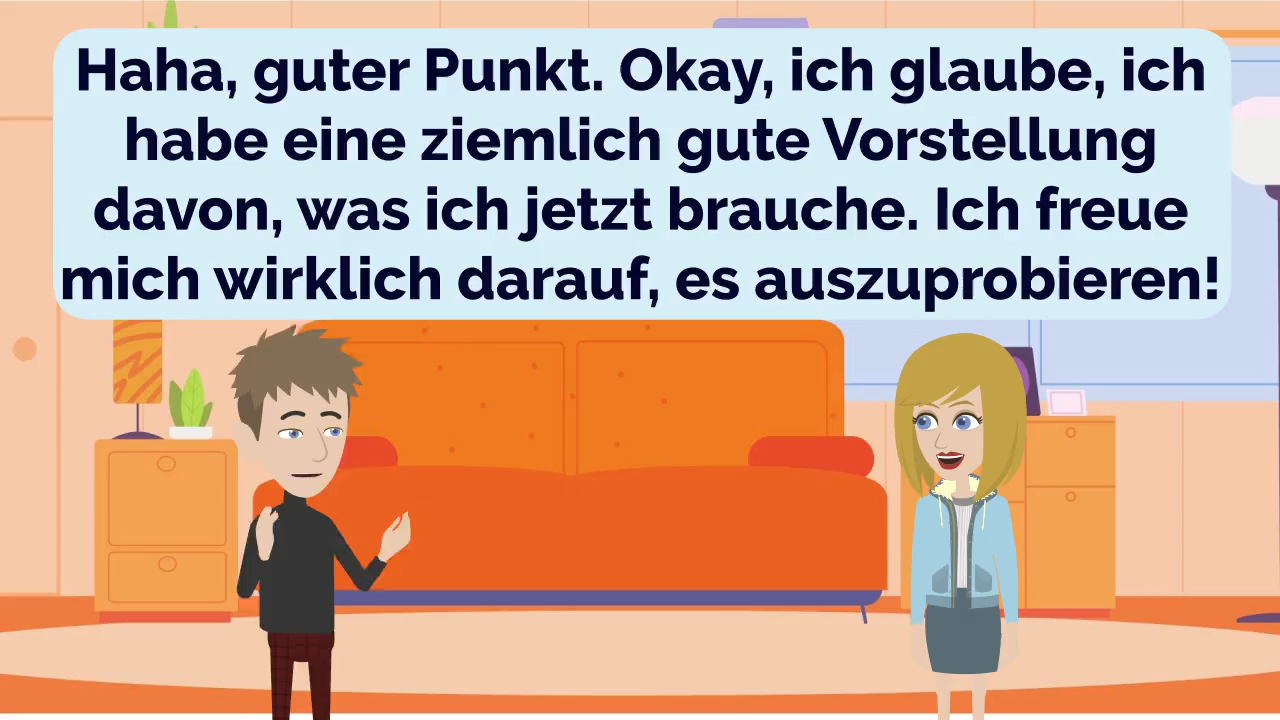 Haha, guter Punkt. Okay, ich glaube, ich
habe eine ziemlich gute Vorstellung
davon, was ich jetzt brauche. Ich freue
mich wirklich darauf, es auszuprobieren!